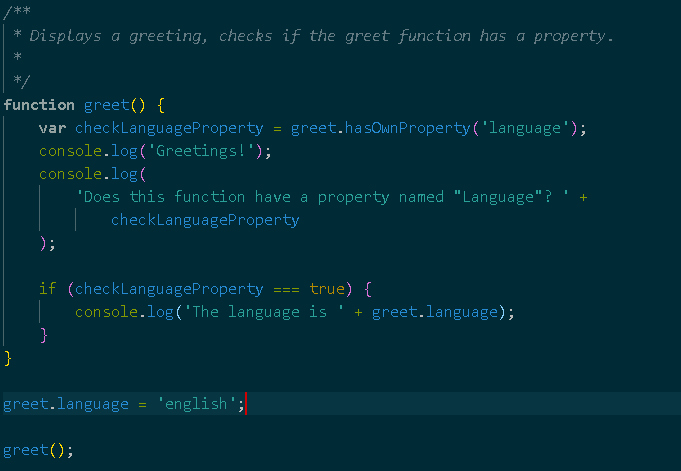 /**
 * Displays a greeting, checks if the greet function has a property.
 *
 */
function greet() {
    var checkLanguageProperty = greet.hasOwnProperty('language');
    console.log('Greetings!');
    console.log(
        'Does this function have a property named "Language"? ' +
            checkLanguageProperty
    );

    if (checkLanguageProperty === true) {
        console.log('The language is ' + greet.language);
    }
}

greet.language = 'english';

greet();